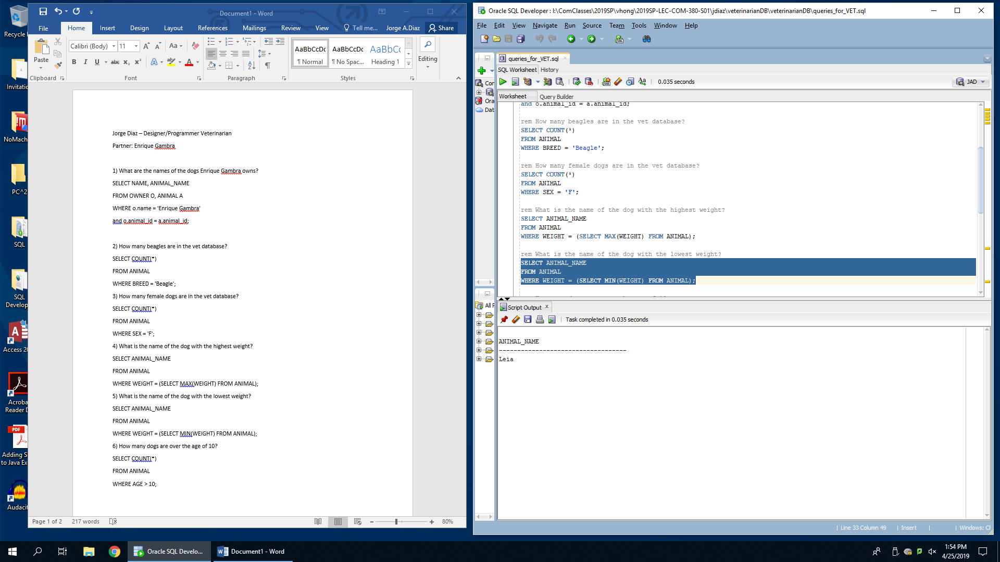 Recycle
Invitatio
NoMach
PC^2
SQL
SQL
Develop
Access 20
Acroba
Reader D
PDF
Adding S
to Java Ex
Audacit
Document1 - Word
File
Home
Insert
Design
Layout
References
Mailings
Review
View
Tell me...
Jorge A.Diaz
Share
Paste
Calibri (Body)
11
Clipboard
Font
Paragraph
AaBbCcDc
¶ Normal
AaBbCcDc
¶ No Spac...
AaBbCc
Heading 1
Styles
Editing
Jorge Diaz – Designer/Programmer Veterinarian
Partner: Enrique Gambra
1) What are the names of the dogs Enrique Gambra owns?
SELECT NAME, ANIMAL_NAME
FROM OWNER O, ANIMAL A
WHERE o.name = 'Enrique Gambra'
and o.animal_id = a.animal_id;
2) How many beagles are in the vet database?
SELECT COUNT(*)
FROM ANIMAL
WHERE BREED = 'Beagle';
3) How many female dogs are in the vet database?
SELECT COUNT(*)
FROM ANIMAL
WHERE SEX = 'F';
4) What is the name of the dog with the highest weight?
SELECT ANIMAL_NAME
FROM ANIMAL
WHERE WEIGHT = (SELECT MAX(WEIGHT) FROM ANIMAL);
5) What is the name of the dog with the lowest weight?
SELECT ANIMAL_NAME
FROM ANIMAL
WHERE WEIGHT = (SELECT MIN(WEIGHT) FROM ANIMAL);
6) How many dogs are over the age of 10?
SELECT COUNT(*)
FROM ANIMAL
WHERE AGE > 10;
Page 1 of 2
217 words
80%
Oracle SQL Developer : I:\ComClasses\2019SP\vhong\2019SP-LEC-COM-380-S01\jdiaz\veterinarianDB\veterinarianDB\queries_for_VET.sql
File Edit View Navigate Run Source Team Tools Window Help
queries_for_VET.sql
SQL Worksheet History
0.035 seconds
JAD
Worksheet
Query Builder
Con
Ora
Dat
All R
and o.animal_id = a.animal_id;
rem How many beagles are in the vet database?
SELECT COUNT(*)
FROM ANIMAL
WHERE BREED = 'Beagle';
rem How many female dogs are in the vet database?
SELECT COUNT(*)
FROM ANIMAL
WHERE SEX = 'F';
rem What is the name of the dog with the highest weight?
SELECT ANIMAL_NAME
FROM ANIMAL
WHERE WEIGHT = (SELECT MAX(WEIGHT) FROM ANIMAL);
rem What is the name of the dog with the lowest weight?
SELECT ANIMAL_NAME
FROM ANIMAL
WHERE WEIGHT = (SELECT MIN(WEIGHT) FROM ANIMAL);
Script Output
Task completed in 0.035 seconds
ANIMAL_NAME
-----------------------------------
Leia
Line 33 Column 49
Insert
Windows: CF
Oracle SQL Develo...
Document1 - Word
1:54 PM
4/25/2019